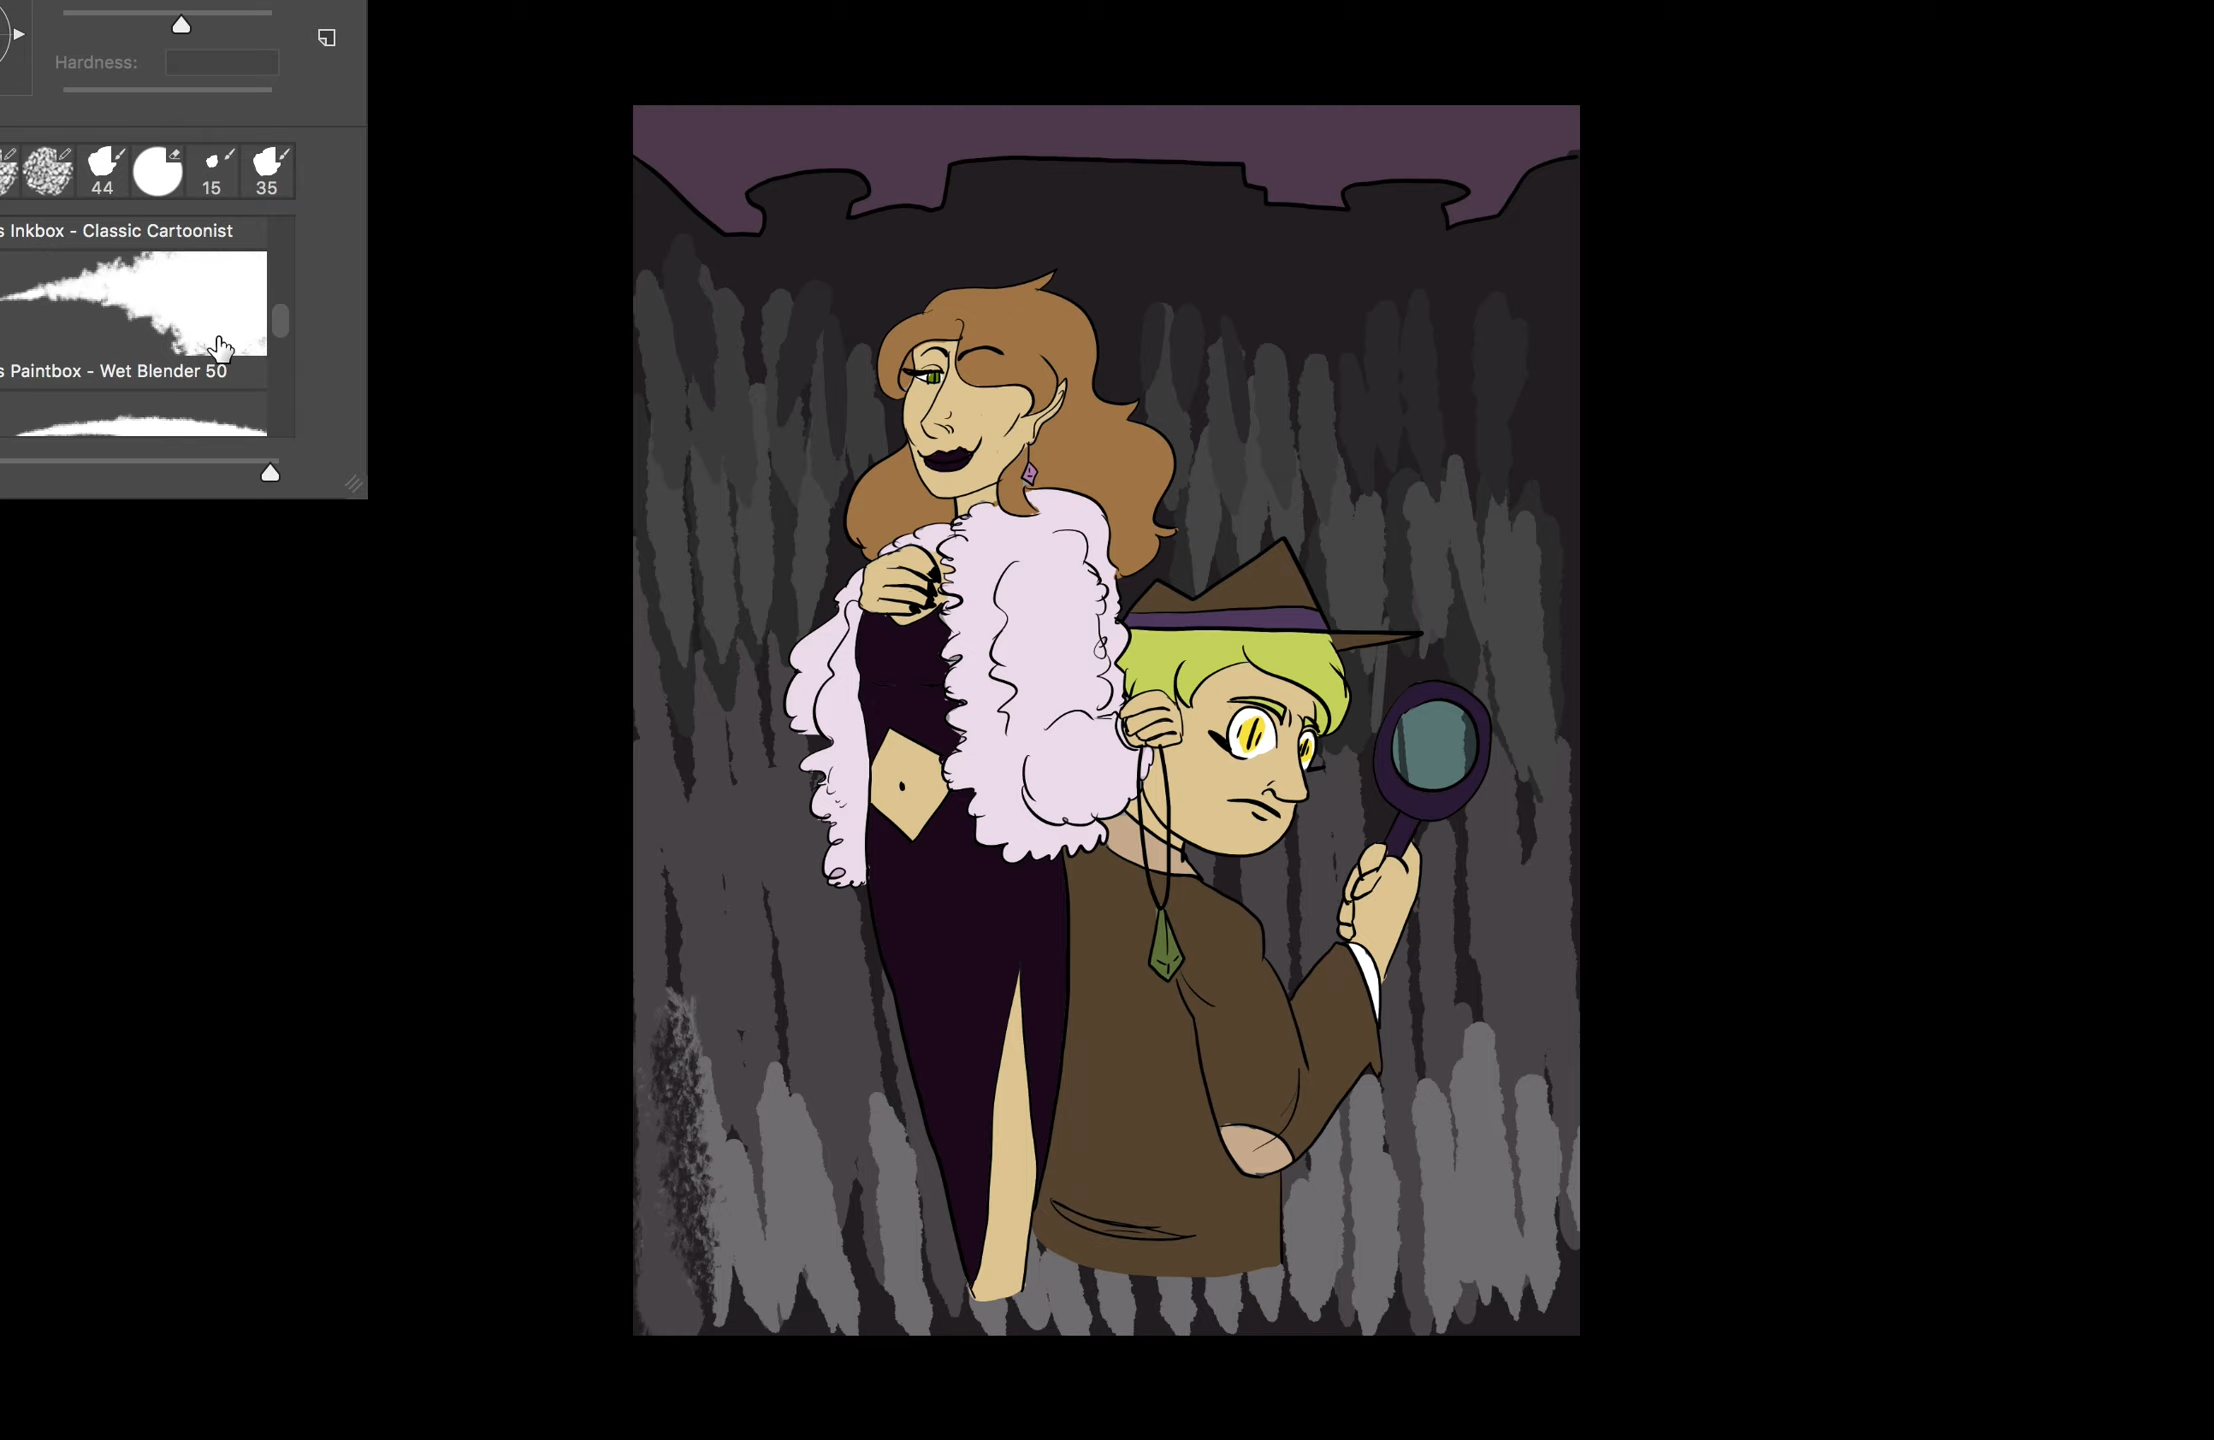 Hardness:
44 15 35
s Inkbox - Classic Cartoonist
s Paintbox - Wet Blender 50